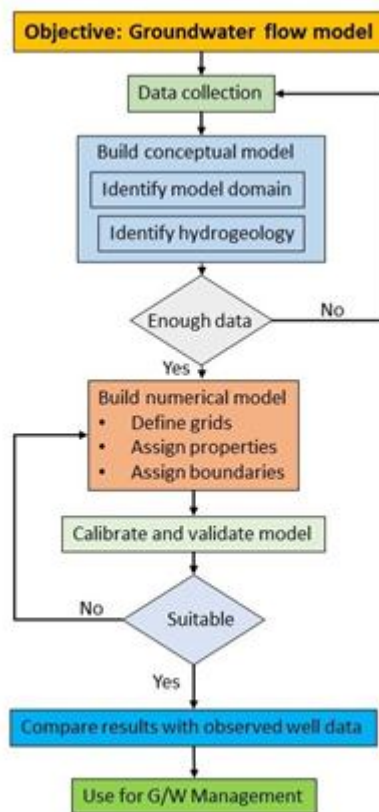 Objective: Groundwater flow model
Data collection
Build conceptual model
Identify model domain
Identify hydrogeology
Enough data
No
Yes
Build numerical model
• Define grids
• Assign properties
• Assign boundaries
Calibrate and validate model
No
Suitable
Yes
Compare results with observed well data
Use for G/W Management